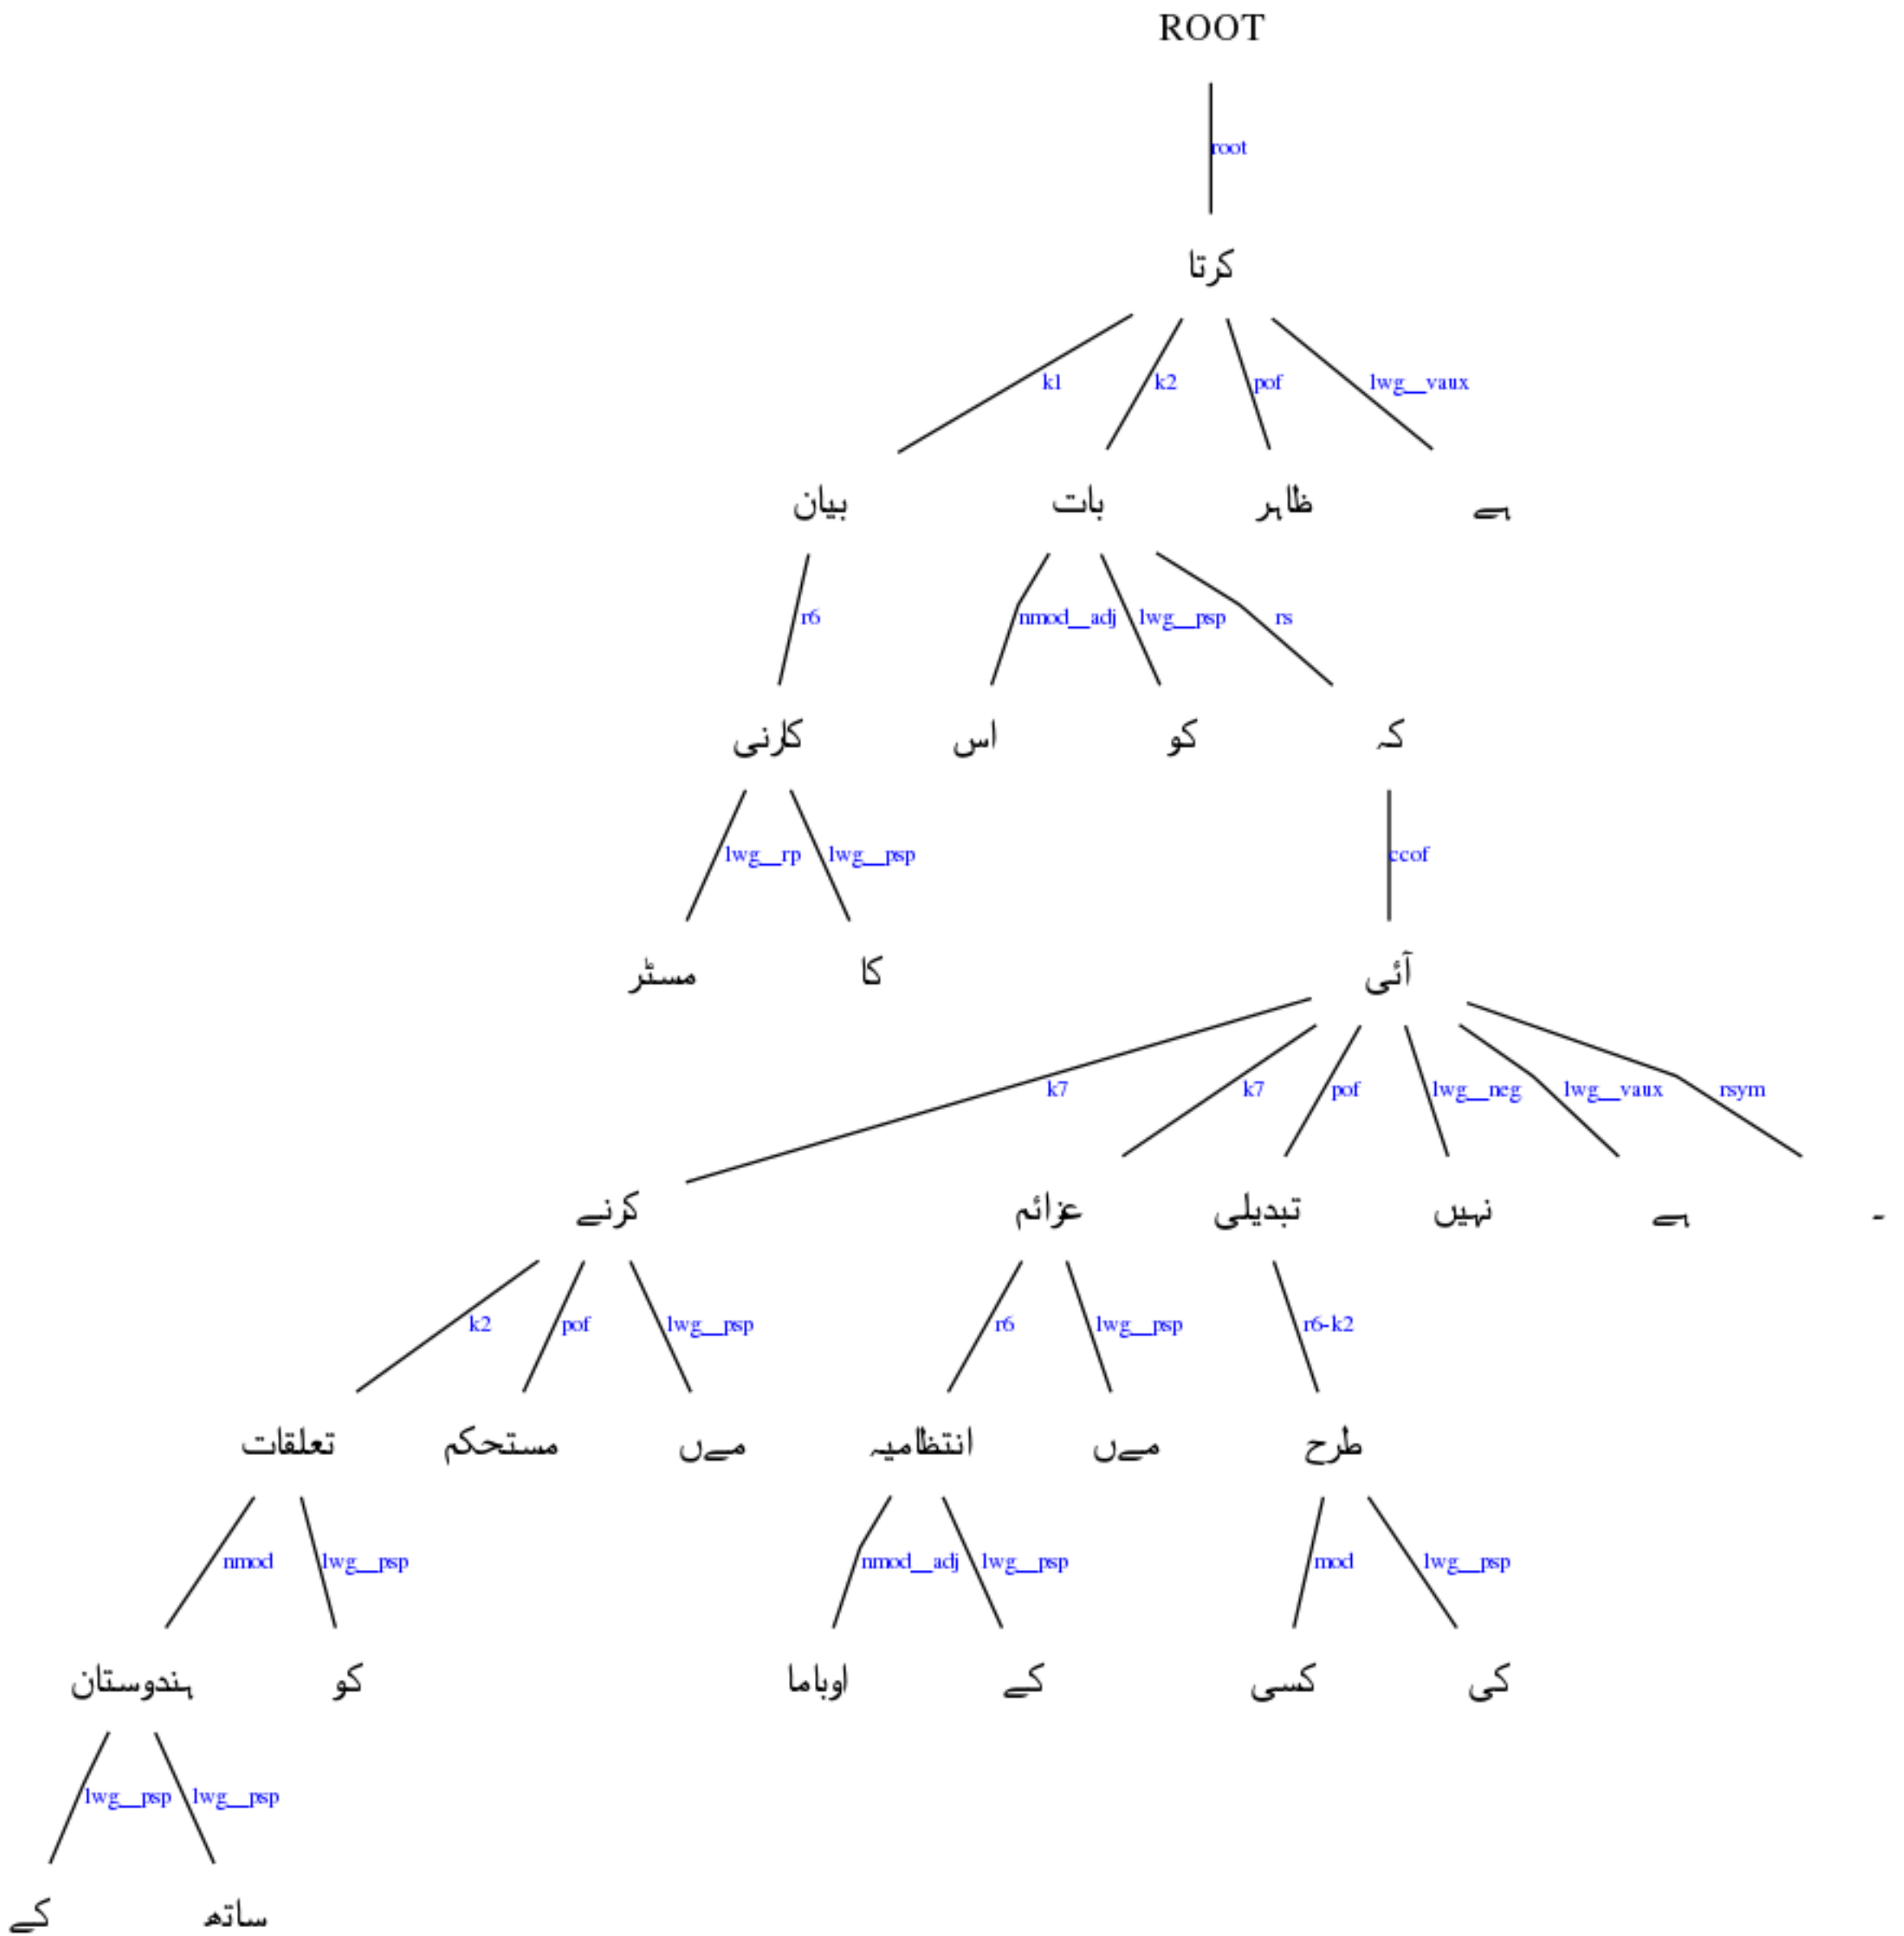 ROOT
root
کرتا
k1 k2 pof lwg__vaux
بیان بات ظاہر ہے
r6 nmod__adj lwg__psp rs
کارنی اس کو کہ
lwg__rp lwg__psp ccof
مسٹر کا آئی
k7 k7 pof lwg__neg lwg__vaux rsym
کرنے عزائم تبدیلی نہیں ہے ۔
k2 pof lwg__psp r6 lwg__psp r6-k2
تعلقات مستحکم مےں انتظامیہ مےں طرح
nmod lwg__psp nmod__adj lwg__psp mod lwg__psp
ہندوستان کو اوباما کے کسی کی
lwg__psp lwg__psp
کے ساتھ